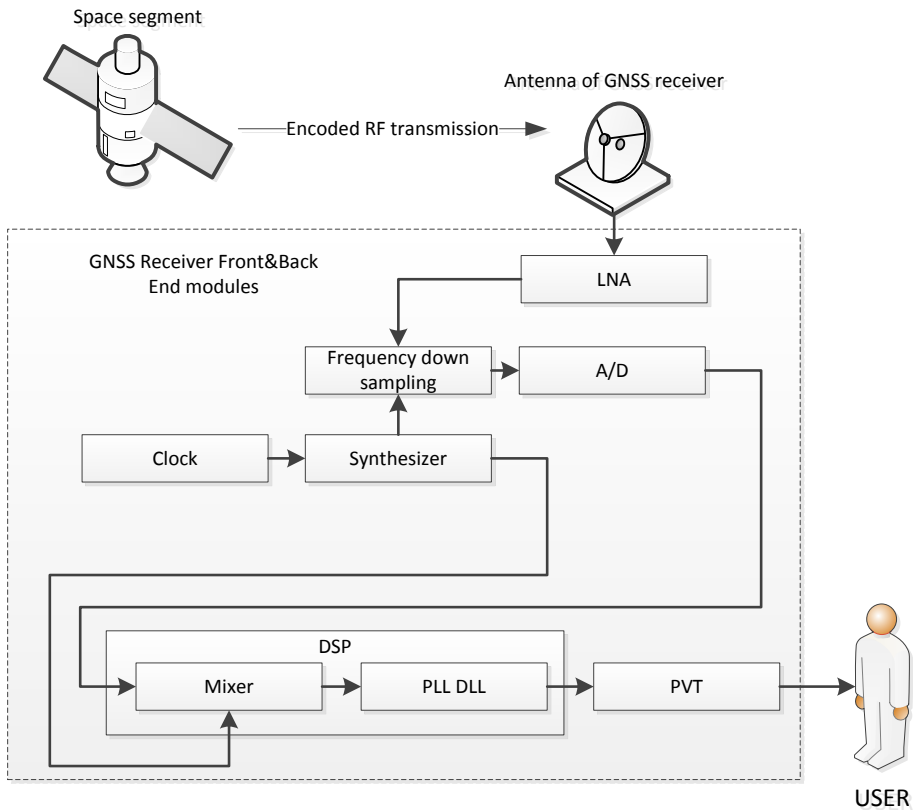 Space segment
Antenna of GNSS receiver
Encoded RF transmission
GNSS Receiver Front&Back
End modules
LNA
Frequency down
sampling
A/D
Clock
Synthesizer
DSP
Mixer
PLL DLL
PVT
USER